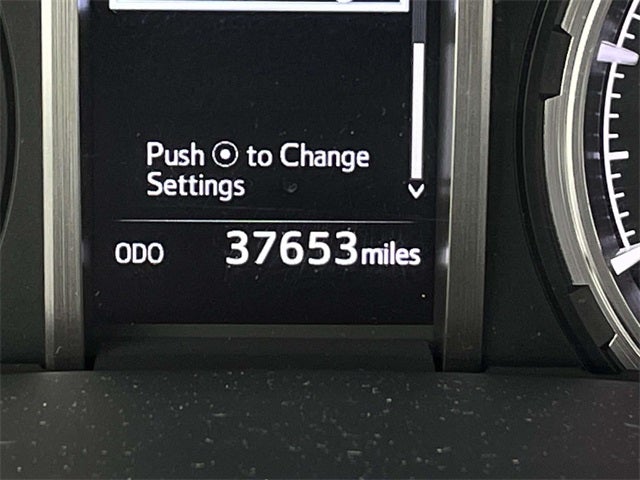 Push ⦿ to Change
Settings
ODO 37653 miles